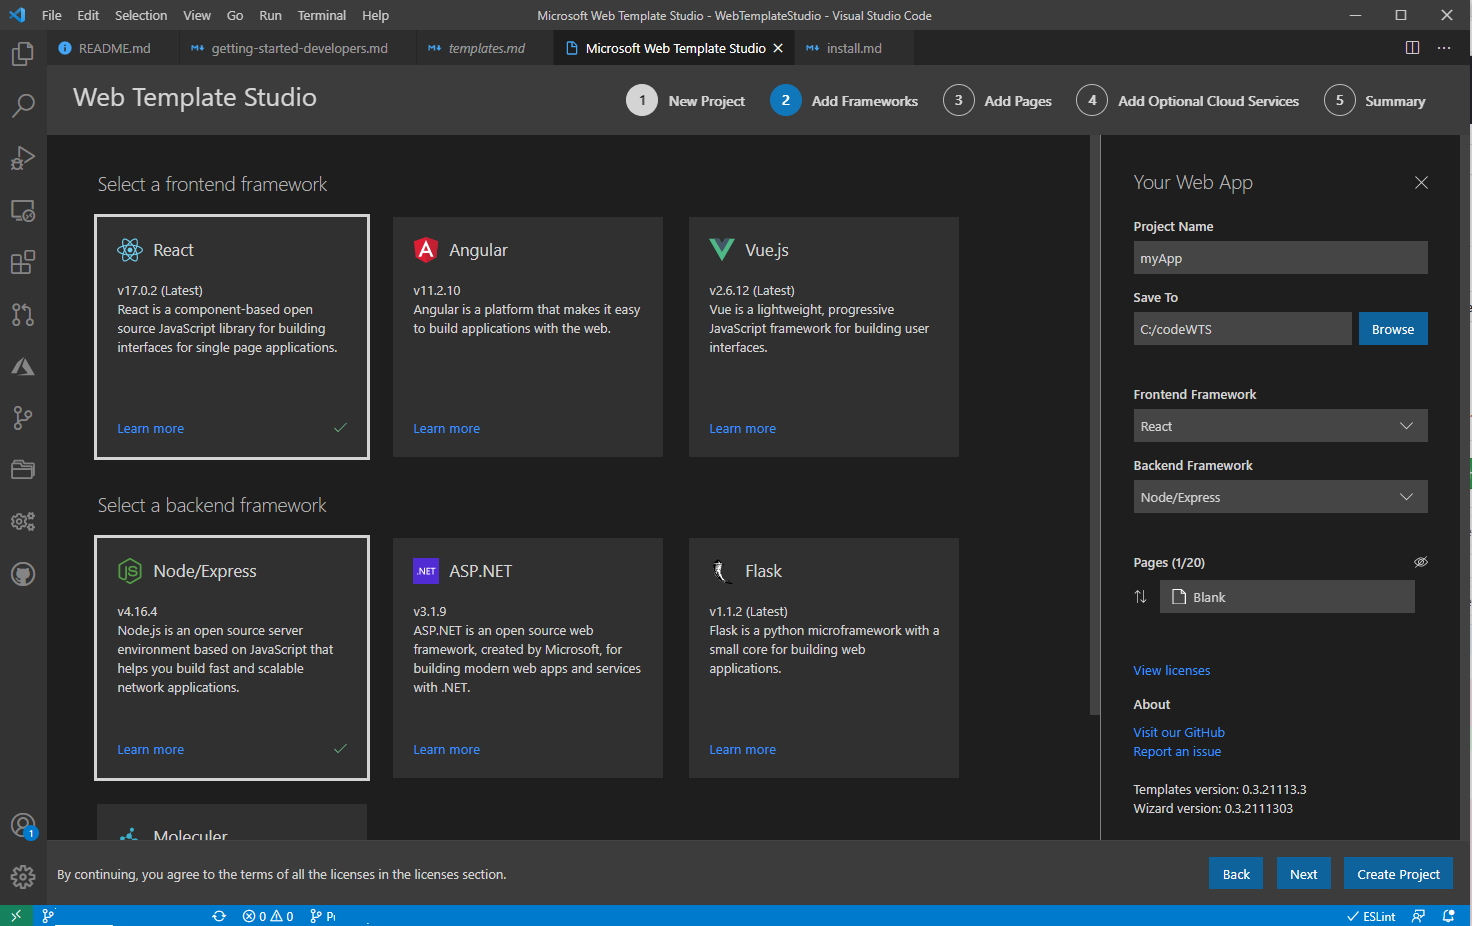 File Edit Selection View Go Run Terminal Help
Microsoft Web Template Studio - WebTemplateStudio - Visual Studio Code
README.md
getting-started-developers.md
templates.md
Microsoft Web Template Studio
install.md
Web Template Studio
1 New Project
2 Add Frameworks
3 Add Pages
4 Add Optional Cloud Services
5 Summary
Select a frontend framework
React
v17.0.2 (Latest)
React is a component-based open
source JavaScript library for building
interfaces for single page applications.
Learn more
Angular
v11.2.10
Angular is a platform that makes it easy
to build applications with the web.
Learn more
Vue.js
v2.6.12 (Latest)
Vue is a lightweight, progressive
JavaScript framework for building user
interfaces.
Learn more
Select a backend framework
Node/Express
v4.16.4
Node.js is an open source server
environment based on JavaScript that
helps you build fast and scalable
network applications.
Learn more
.NET
ASP.NET
v3.1.9
ASP.NET is an open source web
framework, created by Microsoft, for
building modern web apps and services
with .NET.
Learn more
Flask
v1.1.2 (Latest)
Flask is a python microframework with a
small core for building web
applications.
Learn more
Moleculer
Your Web App
Project Name
myApp
Save To
C:/codeWTS
Browse
Frontend Framework
React
Backend Framework
Node/Express
Pages (1/20)
Blank
View licenses
About
Visit our GitHub
Report an issue
Templates version: 0.3.21113.3
Wizard version: 0.3.2111303
1
By continuing, you agree to the terms of all the licenses in the licenses section.
Back
Next
Create Project
0 0
ESLint